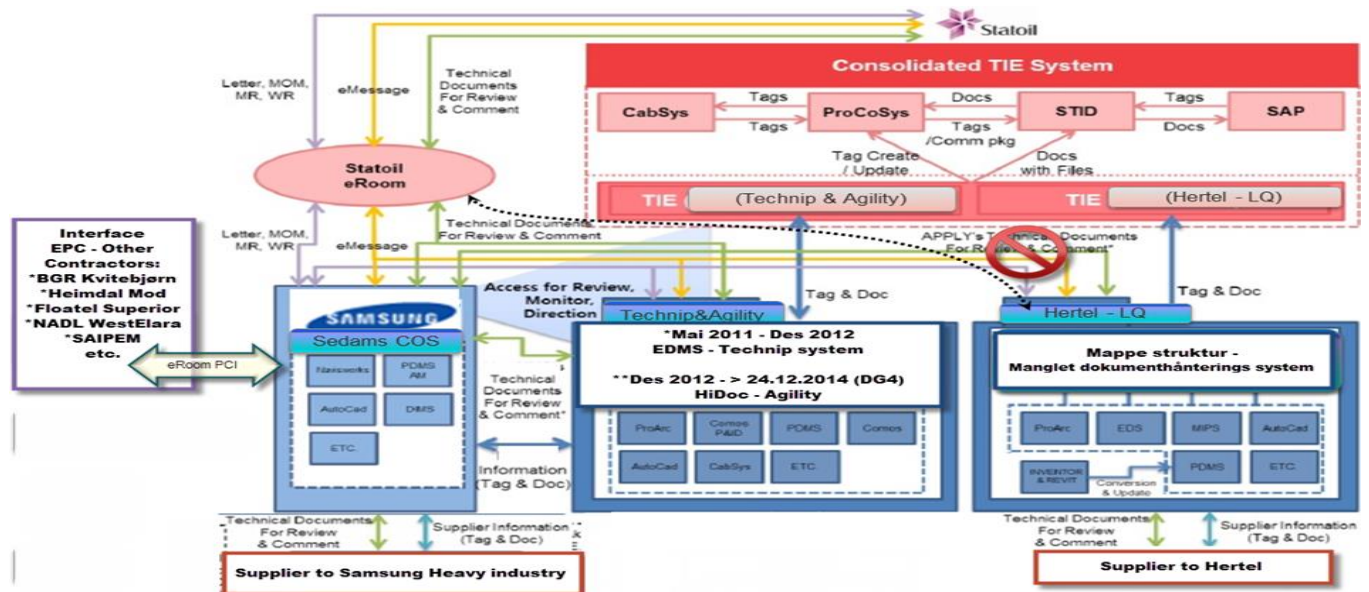 Statoil
Consolidated TIE System
Letter, MOM,
MR, WR
eMessage
Technical
Documents
For Review
& Comment
CabSys
Tags
Tags
ProCoSys
Docs
Tags
/Comm pkg
STID
Tags
Docs
SAP
Tag Create
/ Update
Docs
with Files
Statoil
eRoom
TIE
(Technip & Agility)
TIE
(Hertel - LQ)
Letter, MOM,
MR, WR
eMessage
Technical Documents
For Review & Comment
APPLY's Technical Documents
For Review & Comment*
Interface
EPC - Other
Contractors:
*BGR Kvitebjørn
*Heimdal Mod
*Floatel Superior
*NADL WestElara
*SAIPEM
etc.
eRoom PCI
Access for Review,
Monitor,
Direction
Tag & Doc
Tag & Doc
SAMSUNG
Sedams COS
Naviswerks
PDMS
AM
AutoCad
DIMS
ETC.
Technical
Documents
For Review
& Comment*
Information
(Tag & Doc)
Technip&Agility
*Mai 2011 - Des 2012
EDMS - Technip system
**Des 2012 - > 24.12.2014 (DG4)
HiDoc - Agility
ProArc
Comos
P&ID
PDMS
Comos
AutoCad
CabSys
ETC.
Hertel - LQ
Mappe struktur -
Manglet dokumenthånterings system
ProArc
EDS
MIPS
AutoCad
INVENTOR
& REVIT
Conversion
& Update
PDMS
ETC.
Technical Documents
For Review
& Comment
Supplier Information
(Tag & Doc)
k
Supplier to Samsung Heavy industry
Technical Documents
For Review
& Comment
Supplier Information
(Tag & Doc)
Supplier to Hertel